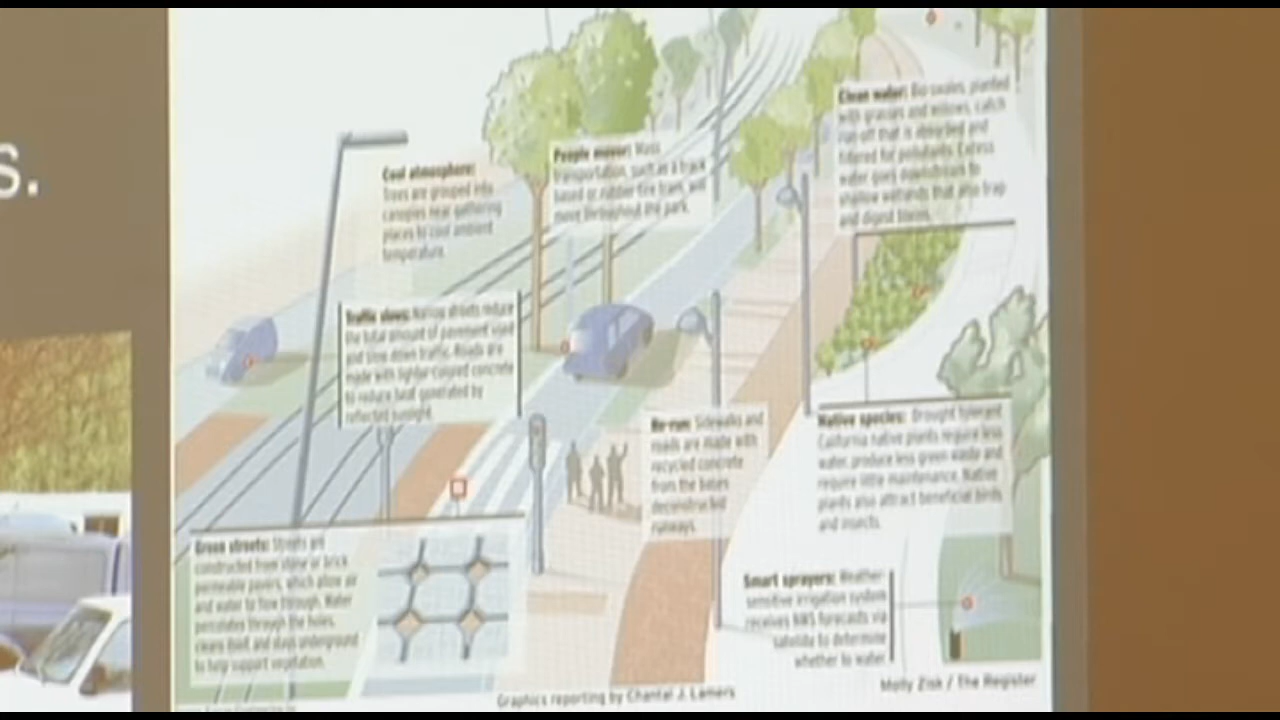 s.
Cool atmosphere:
Trees are grouped into
canopies near gathering
places to cool ambient
temperature.
People mover: Mass
transportation, such as a track
based or rubber-tire tram, will
move throughout the park.
Clean water: Bio-swales, planted
with grasses and willows, catch
run-off that is absorbed and
filtered for pollutants. Excess
water goes downstream to
shallow wetlands that also trap
and digest
Traffic slows: Narrow streets reduce
the total amount of pavement used
and slow down traffic. Roads are
made with lighter-colored concrete
to reduce heat generated by
reflected sunlight.
Re-run: Sidewalks and
roads are made with
recycled concrete
from the bases
deconstructed
runways.
Native species: Drought tolerant
California native plants require less
water, produce less green waste and
require little maintenance. Native
plants also attract beneficial birds
and insects.
Green streets: Streets are
constructed from stone or brick
permeable pavers, which allow air
and water to flow through. Water
percolates through the holes,
and stays underground
to help support vegetation.
Smart sprayers: Weather-
sensitive irrigation system
receives NWS forecasts via
satellite to determine
whether to water.
Graphics reporting by Chantal J. Lamers
Molly Zisk / The Register